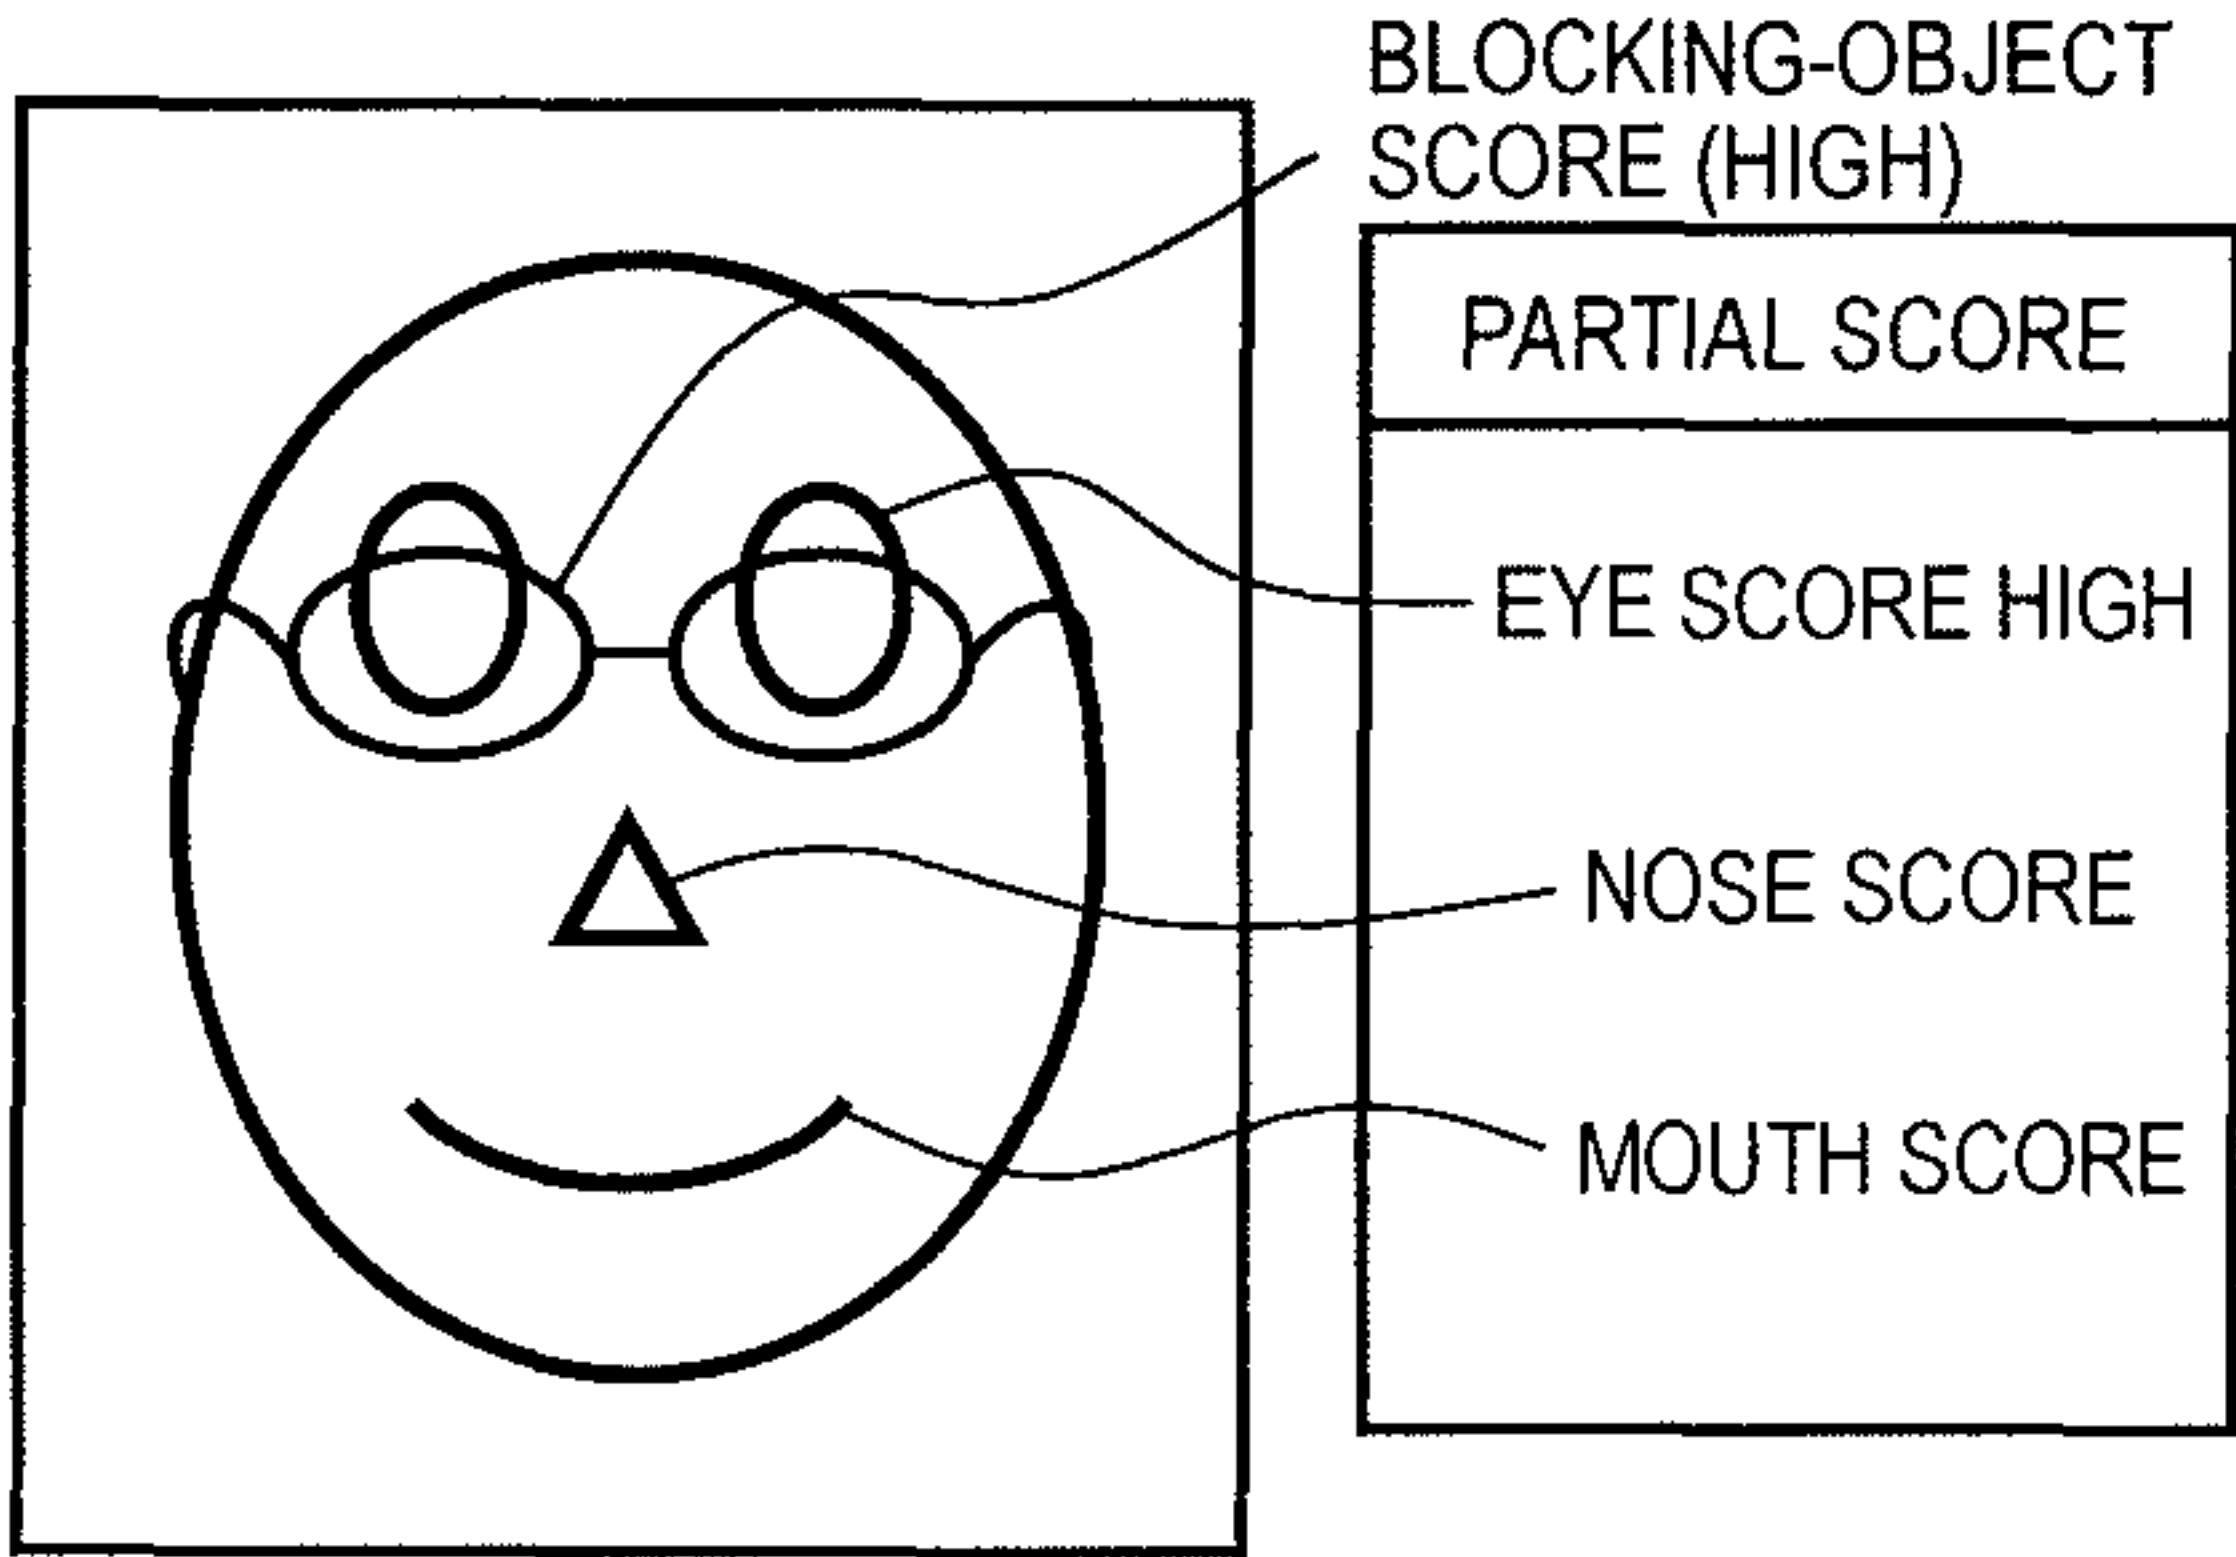 BLOCKING-OBJECT
SCORE (HIGH)
PARTIAL SCORE
EYE SCORE HIGH
NOSE SCORE
MOUTH SCORE